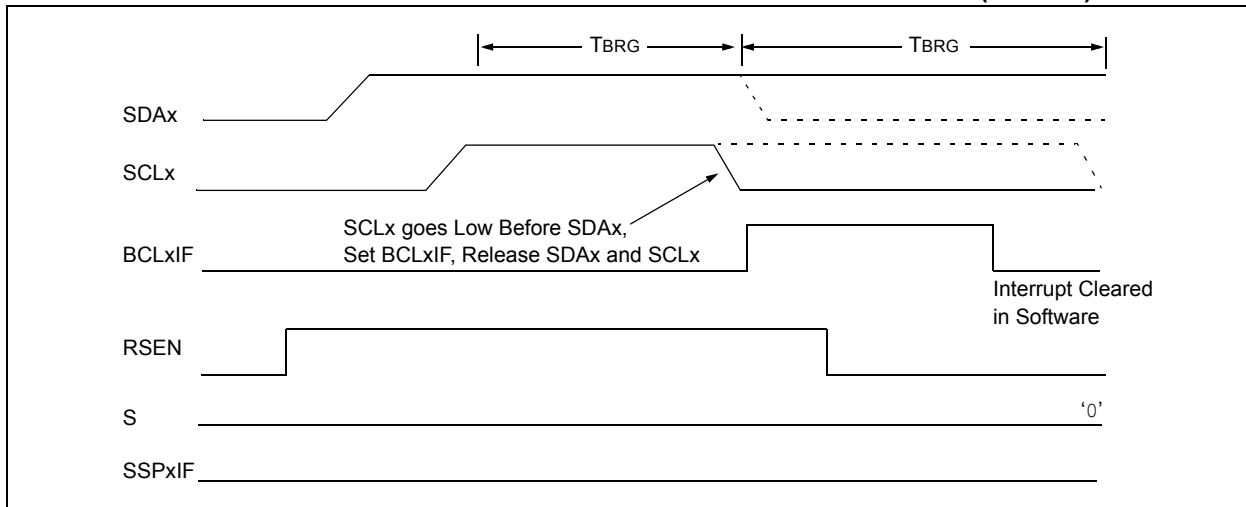 TBRG TBRG
SDAx
SCLx
SCLx goes Low Before SDAx,
Set BCLxIF, Release SDAx and SCLx
BCLxIF
Interrupt Cleared
in Software
RSEN
S
‘0’
SSPxIF